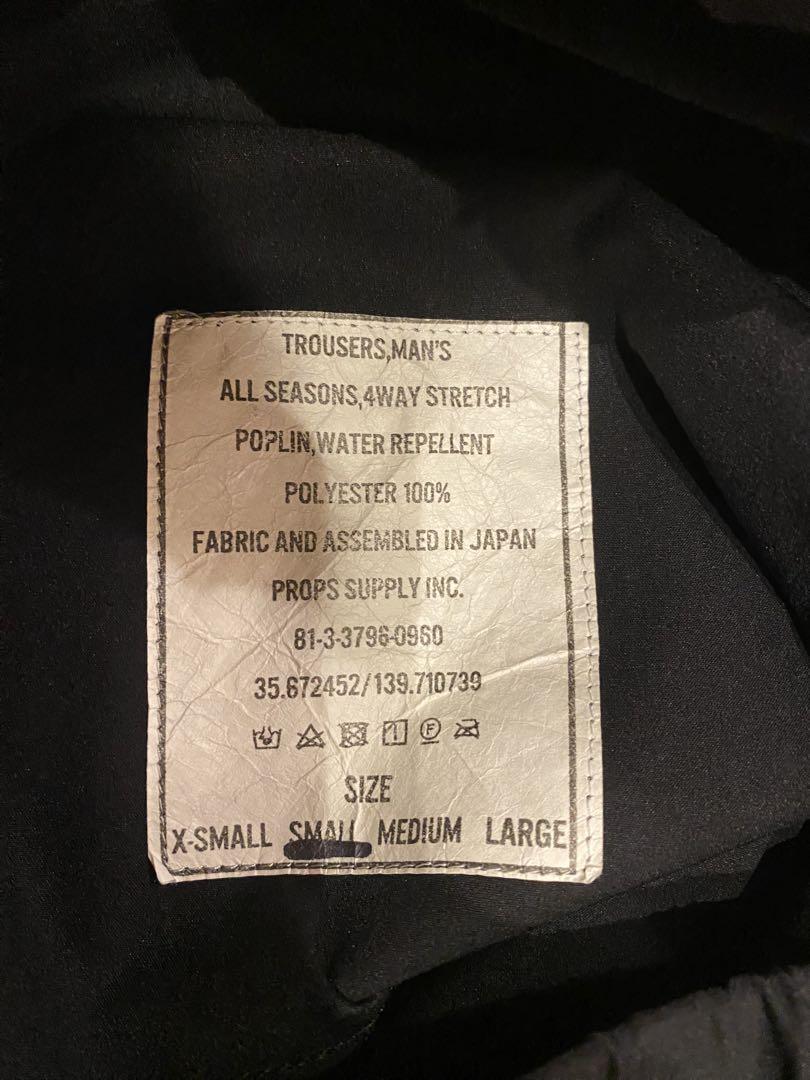 TROUSERS,MAN'S
ALL SEASONS,4WAY STRETCH
POPLIN,WATER REPELLENT
POLYESTER 100%
FABRIC AND ASSEMBLED IN JAPAN
PROPS SUPPLY INC.
81-3-3796-0960
35.672452/139.710739
F
SIZE
X-SMALL SMALL MEDIUM LARGE